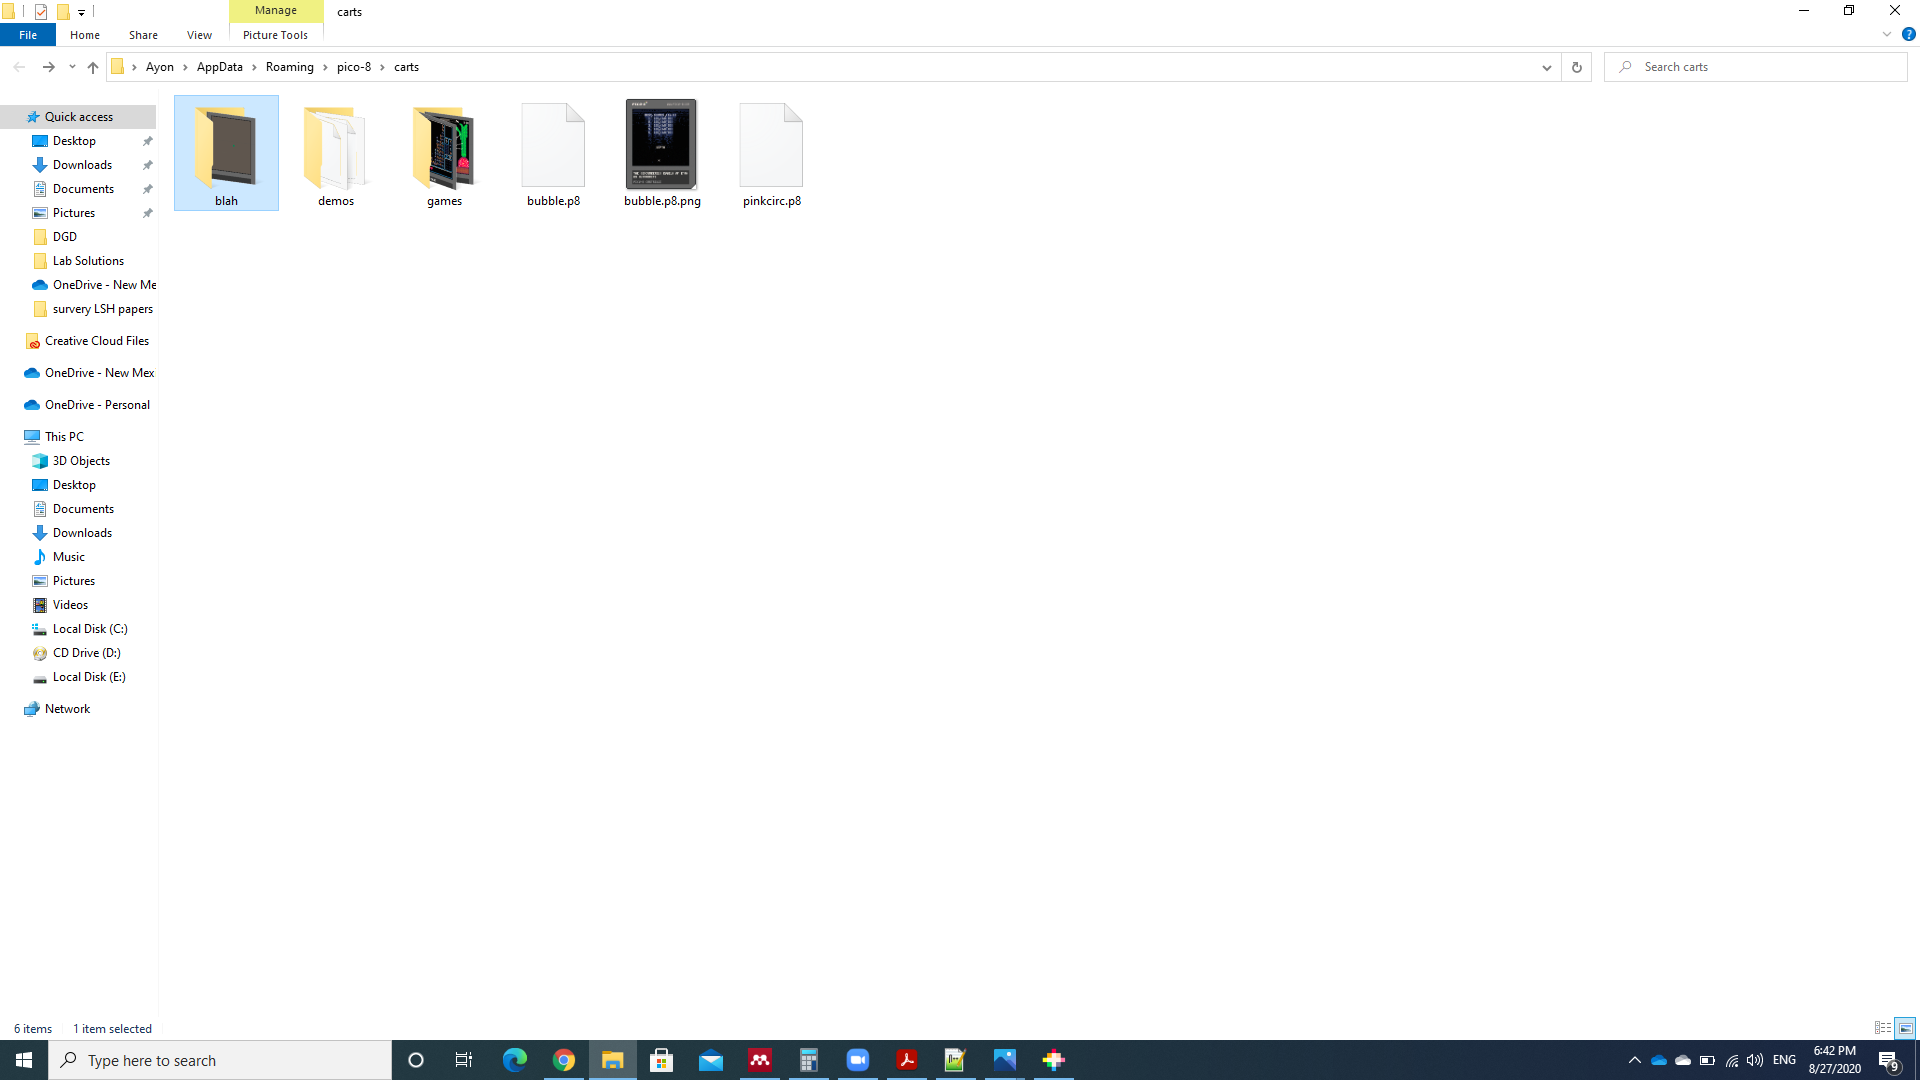 Manage
carts
File
Home
Share
View
Picture Tools
Ayon
AppData
Roaming
pico-8
carts
Search carts
Quick access
Desktop
Downloads
Documents
Pictures
DGD
Lab Solutions
OneDrive - New Me
survery LSH papers
Creative Cloud Files
OneDrive - New Mex
OneDrive - Personal
This PC
3D Objects
Desktop
Documents
Downloads
Music
Pictures
Videos
Local Disk (C:)
CD Drive (D:)
Local Disk (E:)
Network
blah
demos
games
bubble.p8
bubble.p8.png
pinkcirc.p8
6 items
1 item selected
Type here to search
ENG
6:42 PM
8/27/2020
9